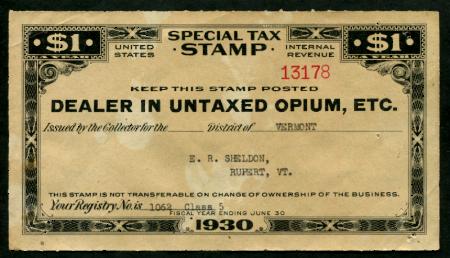 $1 SPECIAL TAX $1
A YEAR UNITED STATES STAMP INTERNAL REVENUE A YEAR
13178
KEEP THIS STAMP POSTED
DEALER IN UNTAXED OPIUM, ETC.
Issued by the Collector for the District of VERMONT
E. R. SHELDON,
RUPERT, VT.
THIS STAMP IS NOT TRANSFERABLE ON CHANGE OF OWNERSHIP OF THE BUSINESS.
Your Registry No. is 1062 Class 5
FISCAL YEAR ENDING JUNE 30
1930